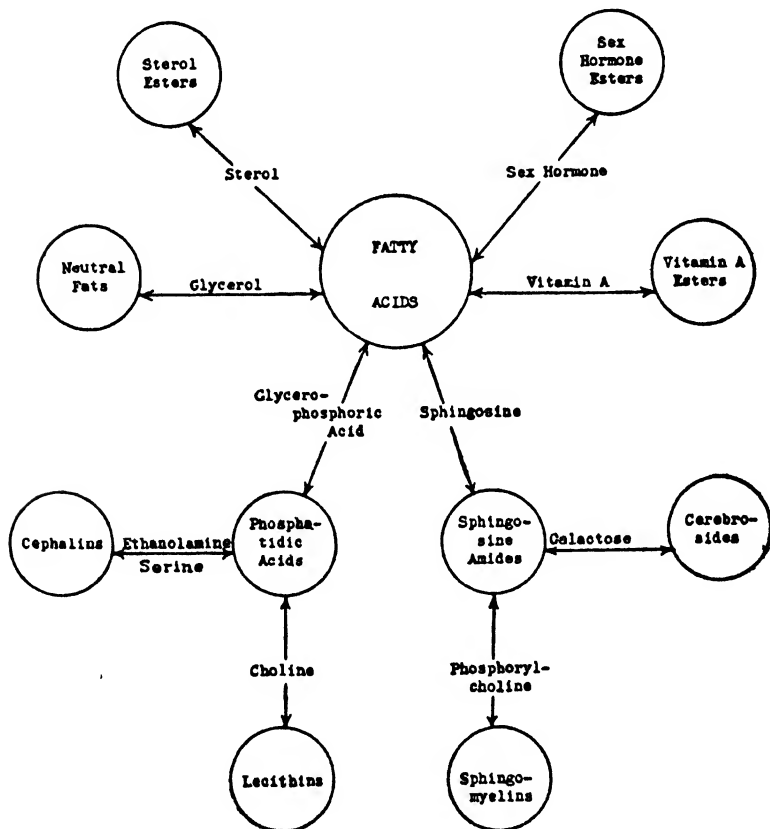 Sterol
Esters
Sex
Hormone
Esters
Sterol
Sex Hormone
FATTY
ACIDS
Neutral
Fats
Glycerol
Vitamin A
Vitamin A
Esters
Glycero-
phosphoric
Acid
Sphingosine
Cephalins
Ethanolamine
Serine
Phospha-
tidic
Acids
Sphingo-
sine
Amides
Galactose
Cerebro-
sides
Choline
Phosphoryl-
choline
Lecithins
Sphingo-
myelins